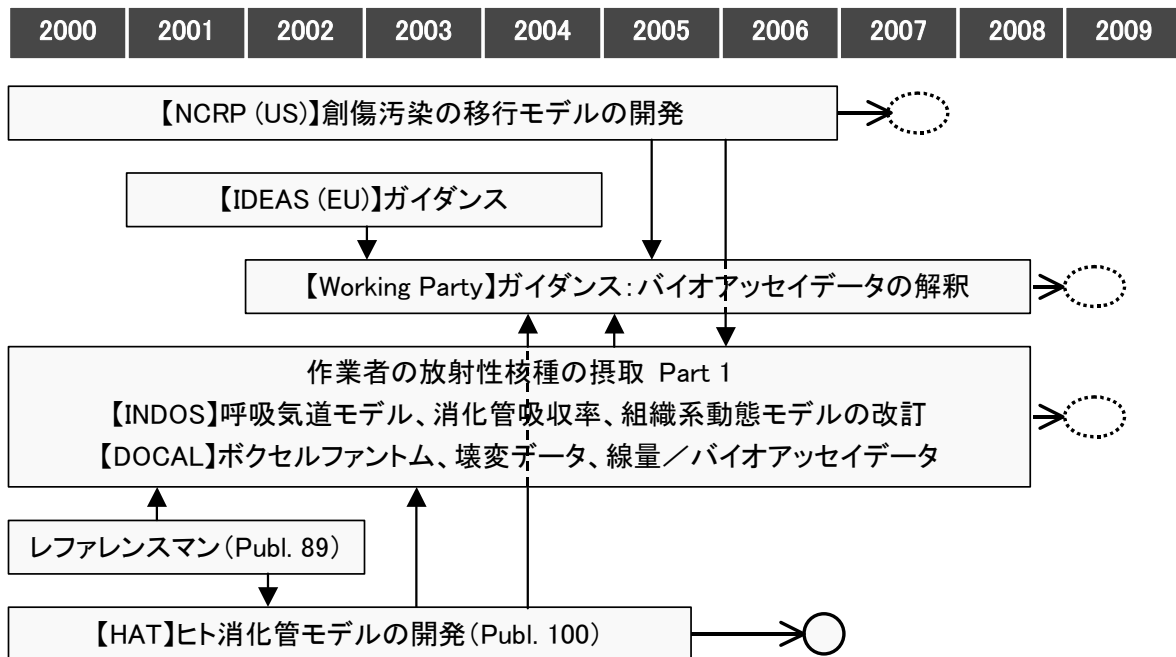 2000 2001 2002 2003 2004 2005 2006 2007 2008 2009
【NCRP (US)】創傷汚染の移行モデルの開発
【IDEAS (EU)】ガイダンス
【Working Party】ガイダンス：バイオアッセイデータの解釈
作業者の放射性核種の摂取 Part 1
【INDOS】呼吸気道モデル、消化管吸収率、組織系動態モデルの改訂
【DOCAL】ボクセルファントム、壊変データ、線量／バイオアッセイデータ
レファレンスマン（Publ. 89）
【HAT】ヒト消化管モデルの開発（Publ. 100）